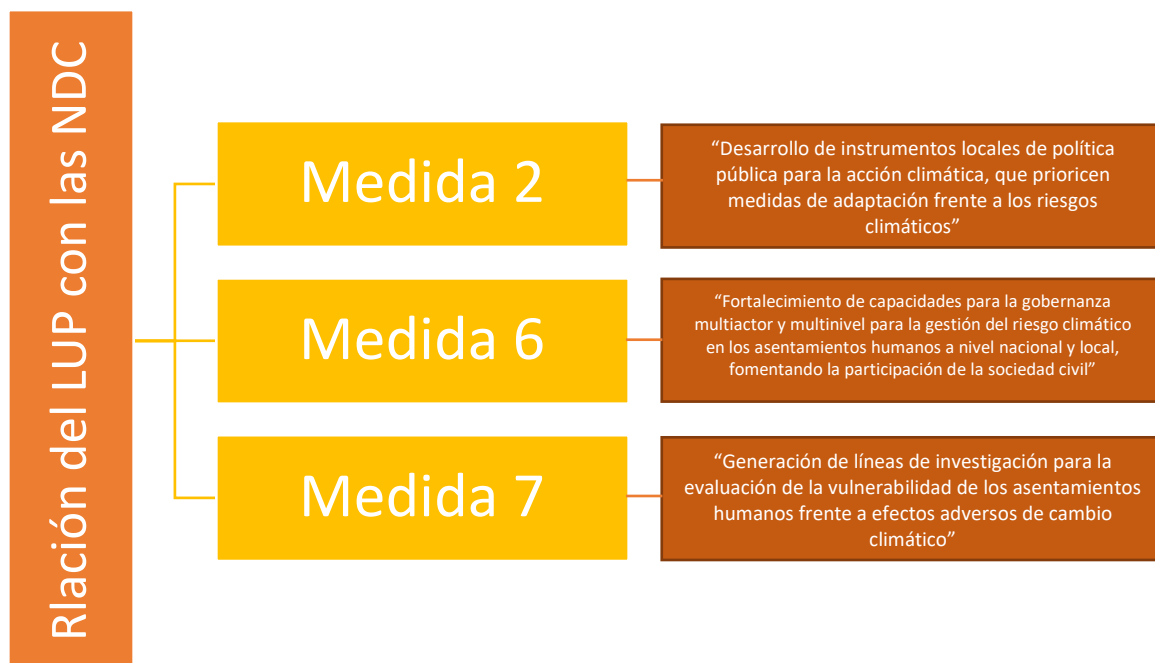 Rlación del LUP con las NDC
Medida 2
“Desarrollo de instrumentos locales de política
pública para la acción climática, que prioricen
medidas de adaptación frente a los riesgos
climáticos”
Medida 6
“Fortalecimiento de capacidades para la gobernanza
multiactor y multinivel para la gestión del riesgo climático
en los asentamientos humanos a nivel nacional y local,
fomentando la participación de la sociedad civil”
Medida 7
“Generación de líneas de investigación para la
evaluación de la vulnerabilidad de los asentamientos
humanos frente a efectos adversos de cambio
climático”